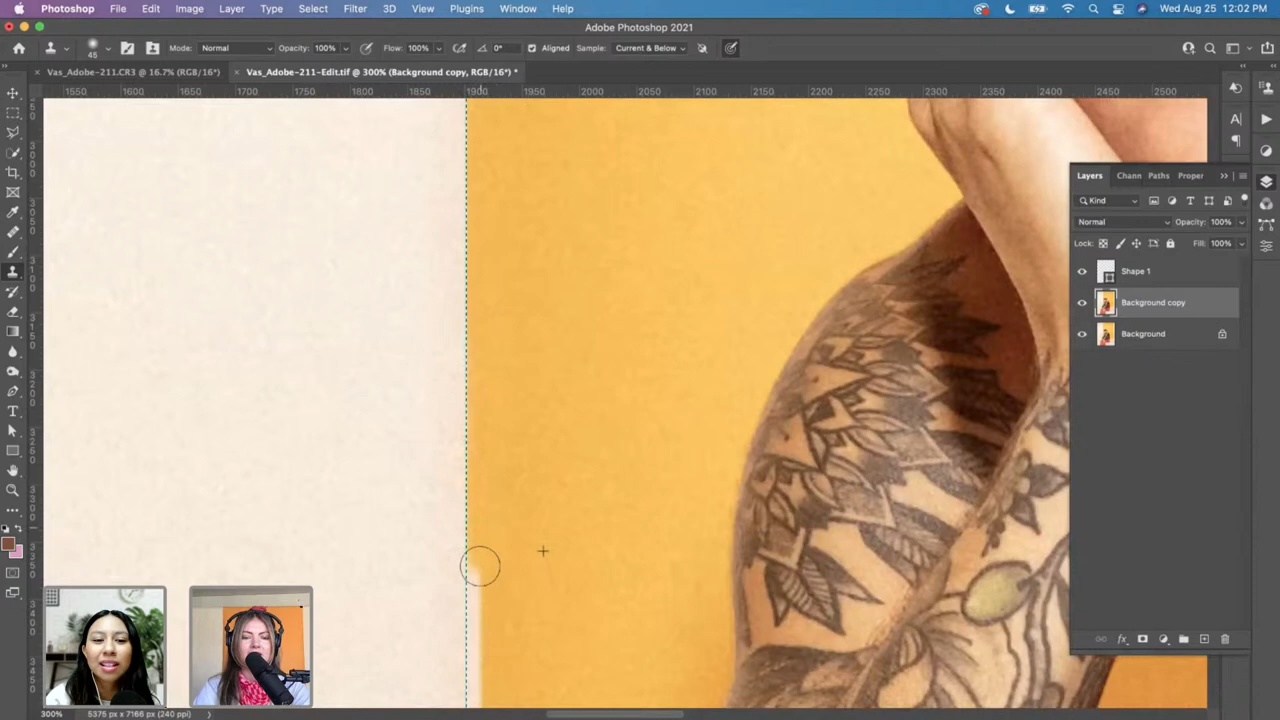 Photoshop File Edit Image Layer Type Select Filter 3D View Plugins Window Help Wed Aug 25 12:02 PM
Adobe Photoshop 2021
45 Mode: Normal Opacity: 100% Flow: 100% 0° Aligned Sample: Current & Below
Vas_Adobe-211.CR3 @ 16.7% (RGB/16*) Vas_Adobe-211-Edit.tif @ 300% (Background copy, RGB/16*) *
1550 1600 1650 1700 1750 1800 1850 1900 1950 2000 2050 2100 2150 2200 2250 2300 2350 2400 2450 2500
Layers Chann Paths Proper
Kind
Normal Opacity: 100%
Lock: Fill: 100%
Shape 1
Background copy
Background
300% 5375 px x 7166 px (240 ppi)